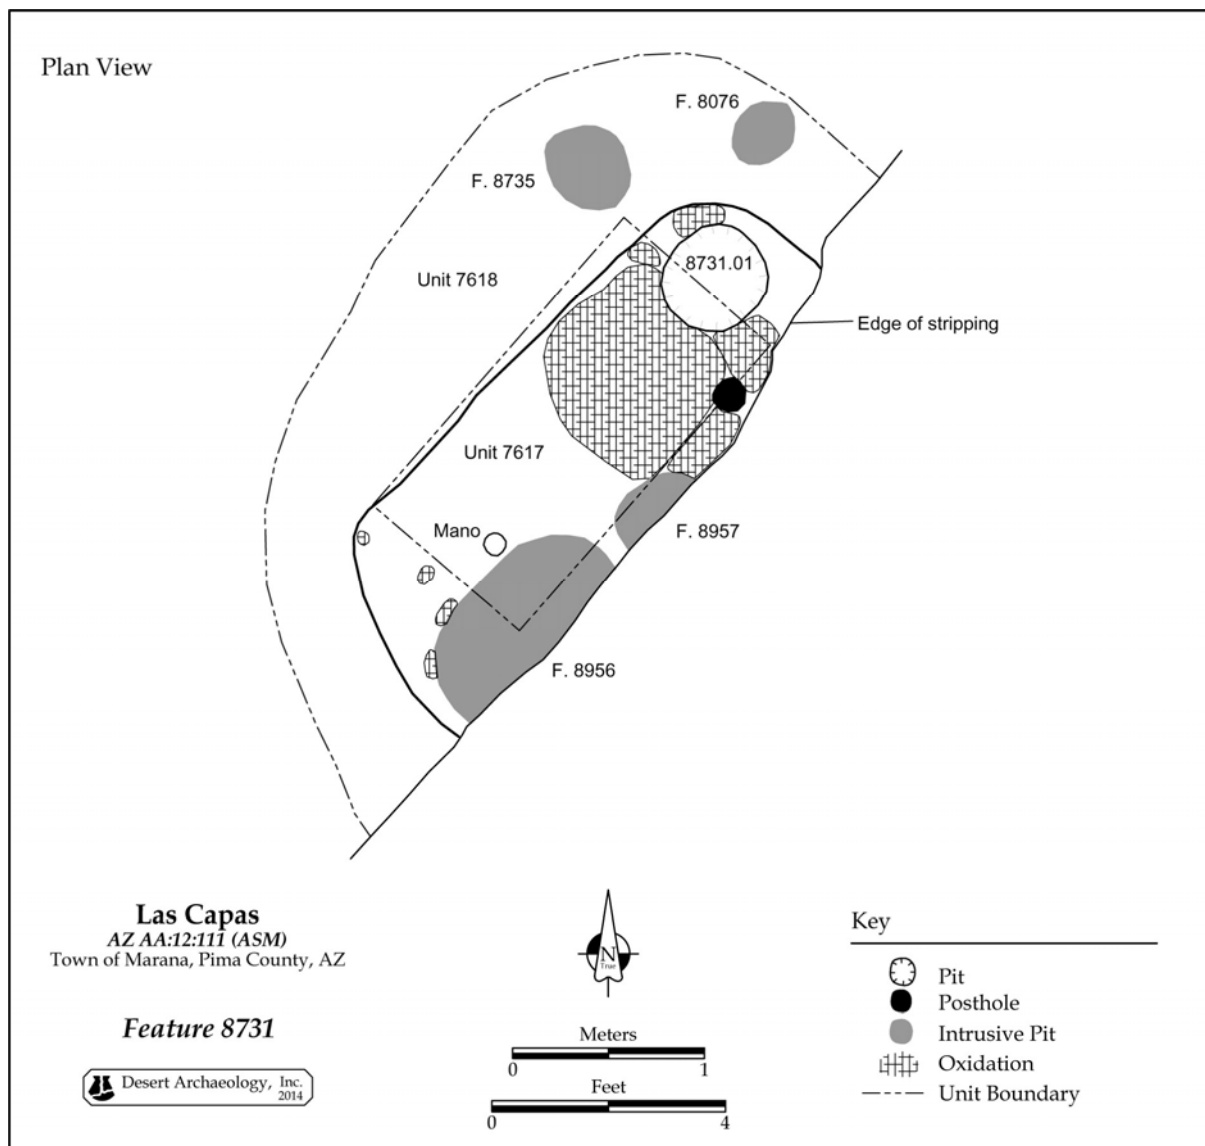 Plan View
F. 8076
F. 8735
8731.01
Unit 7618
Edge of stripping
Unit 7617
Mano
F. 8957
F. 8956
Las Capas
AZ AA:12:111 (ASM)
Town of Marana, Pima County, AZ
Feature 8731
Desert Archaeology, Inc.
2014
N
True
Meters
0 1
Feet
0 4
Key
Pit
Posthole
Intrusive Pit
Oxidation
Unit Boundary